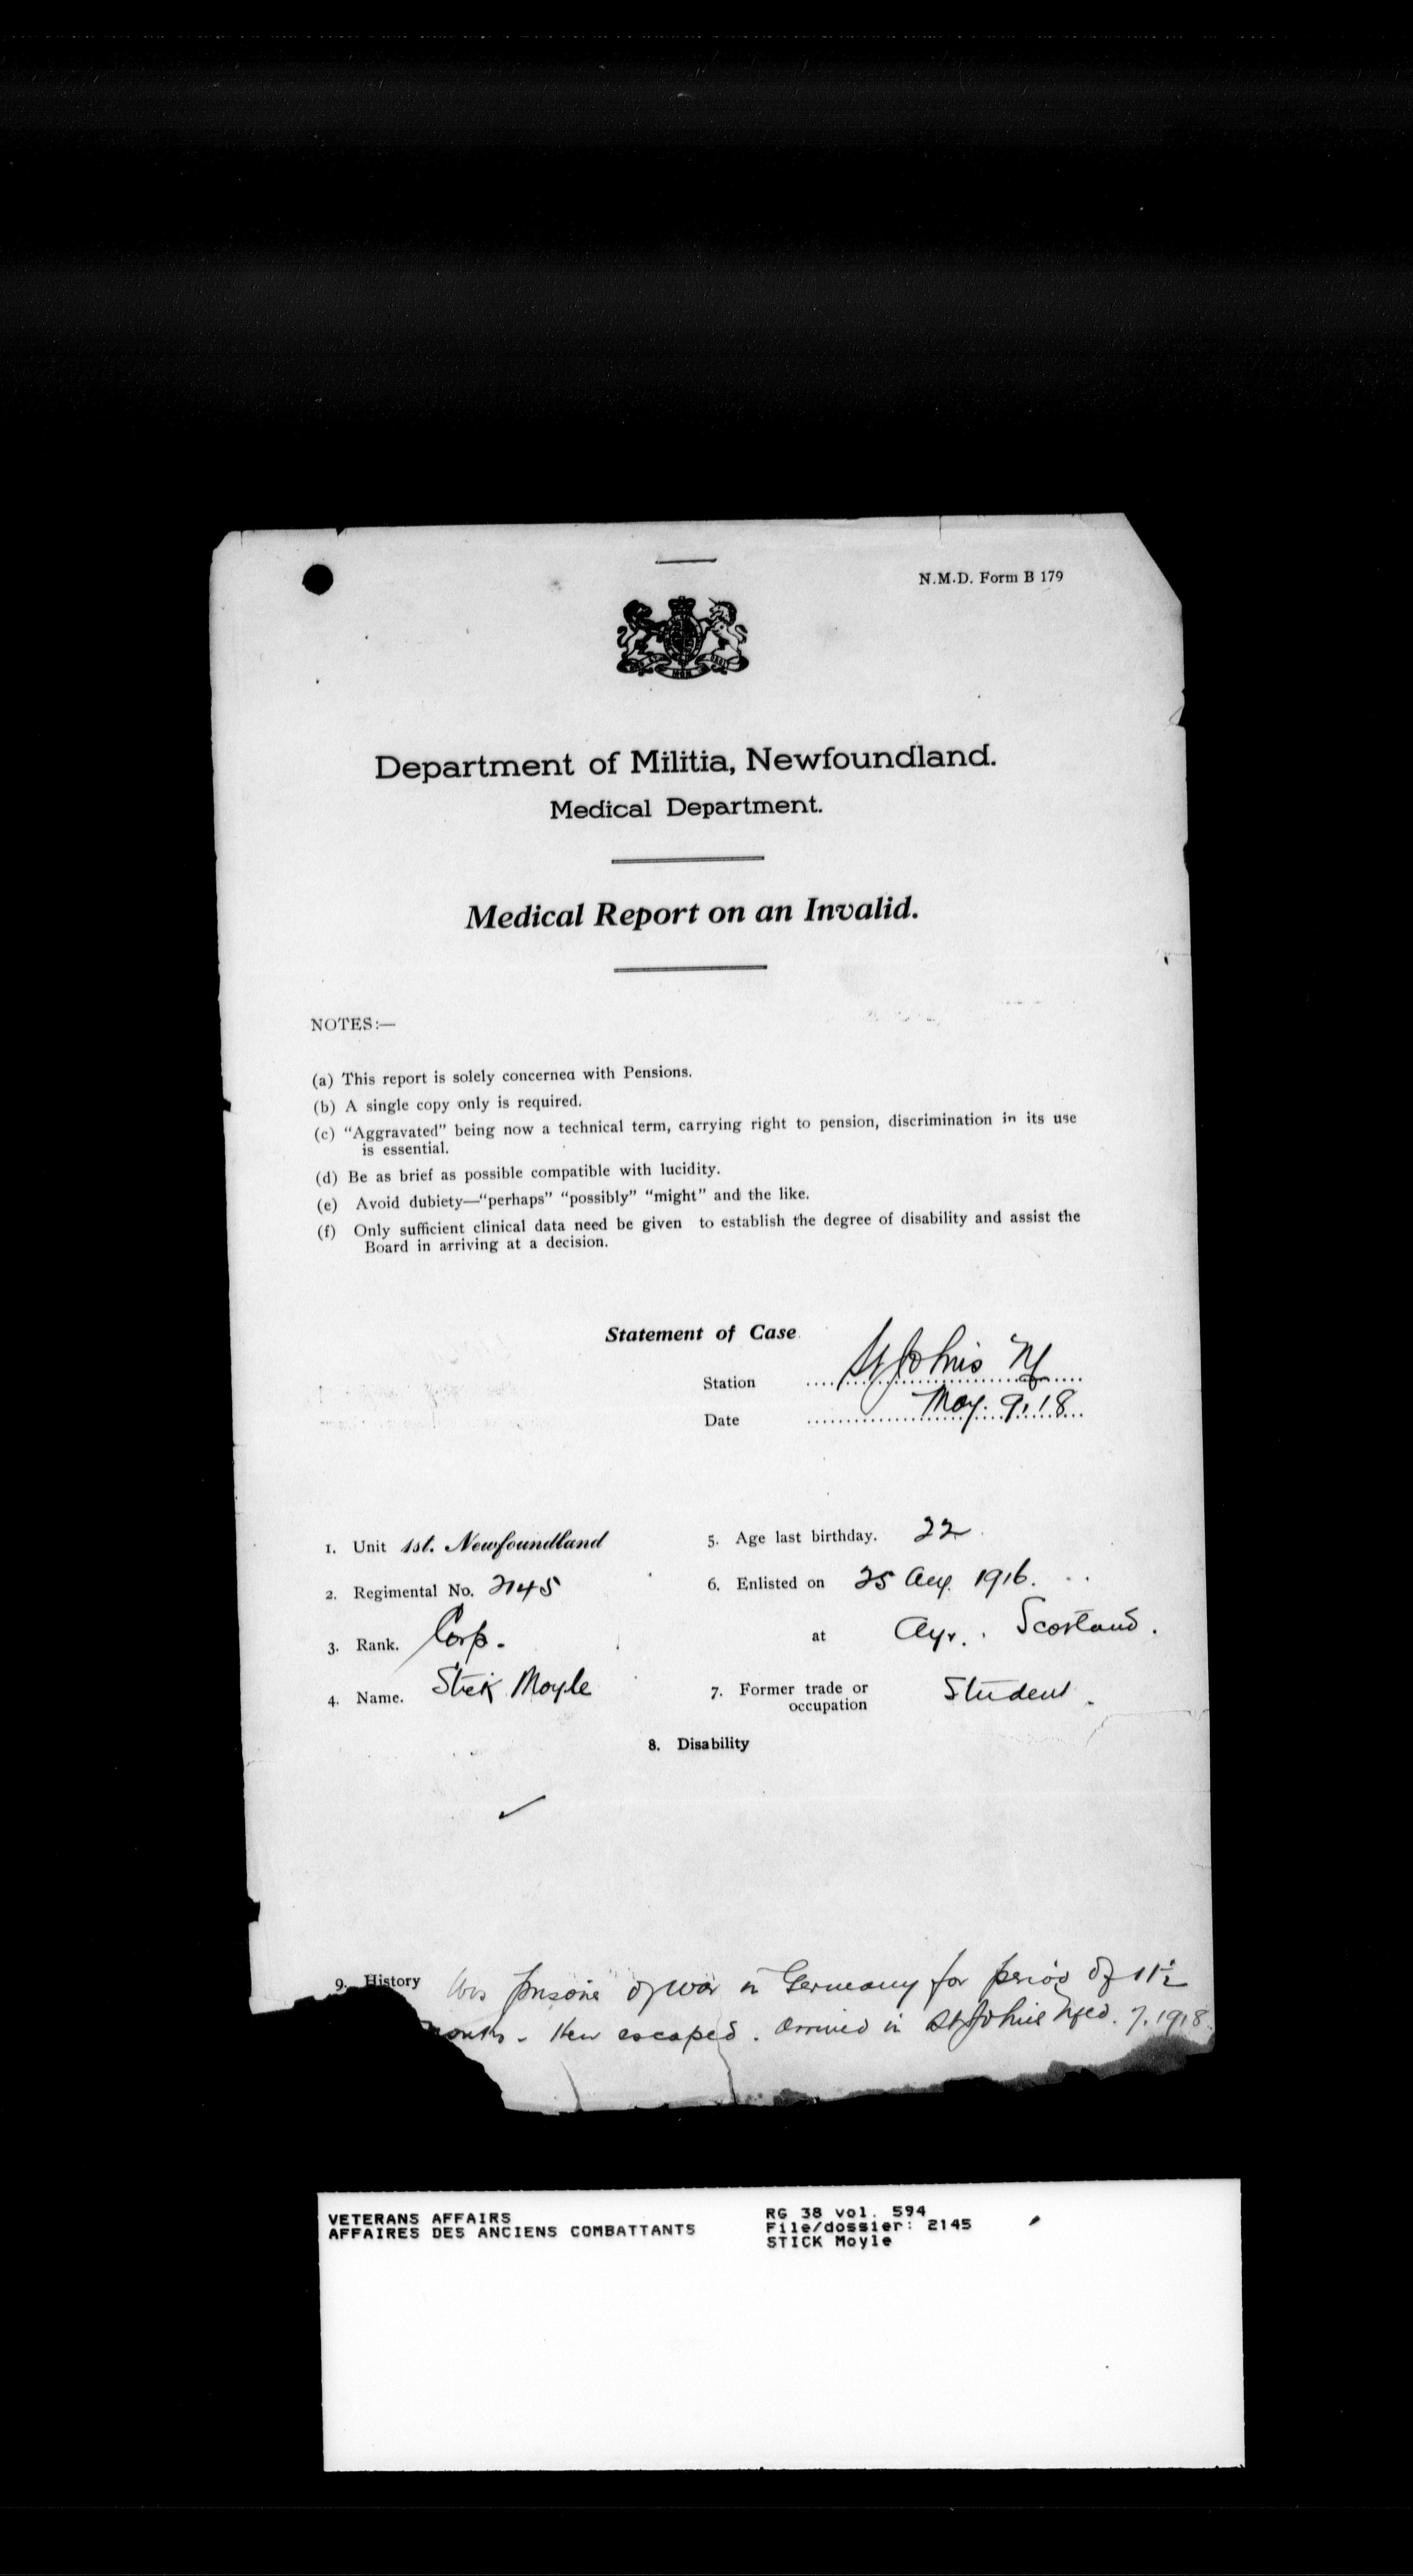 N.M.D. Form B 179
Department of Militia, Newfoundland.
Medical Department.
Medical Report on an Invalid.
NOTES:—
(a) This report is solely concerned with Pensions.
(b) A single copy only is required.
(c) “Aggravated” being now a technical term, carrying right to pension, discrimination in its use
is essential.
(d) Be as brief as possible compatible with lucidity.
(e) Avoid dubiety—“perhaps” “possibly” “might” and the like.
(f) Only sufficient clinical data need be given to establish the degree of disability and assist the
Board in arriving at a decision.
Statement of Case
Station St Johns Nf
Date May. 9. 18
1. Unit 1st. Newfoundland
5. Age last birthday. 22
2. Regimental No. 2145
6. Enlisted on 25 Aug 1916.
3. Rank. Corp.
at Ayr. Scotland.
4. Name. Stick Moyle
7. Former trade or
occupation Student.
8. Disability
9. History Was prisoner of war in Germany for period of 11½
months - then escaped. Arrived in St Johns Nfld. 7. 1918
VETERANS AFFAIRS
AFFAIRES DES ANCIENS COMBATTANTS
RG 38 vol. 594
File/dossier: 2145
STICK Moyle